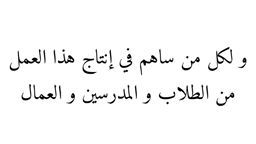 و لكل من ساهم في إنتاج هذا العمل
من الطلاب و المدرسين و العمال